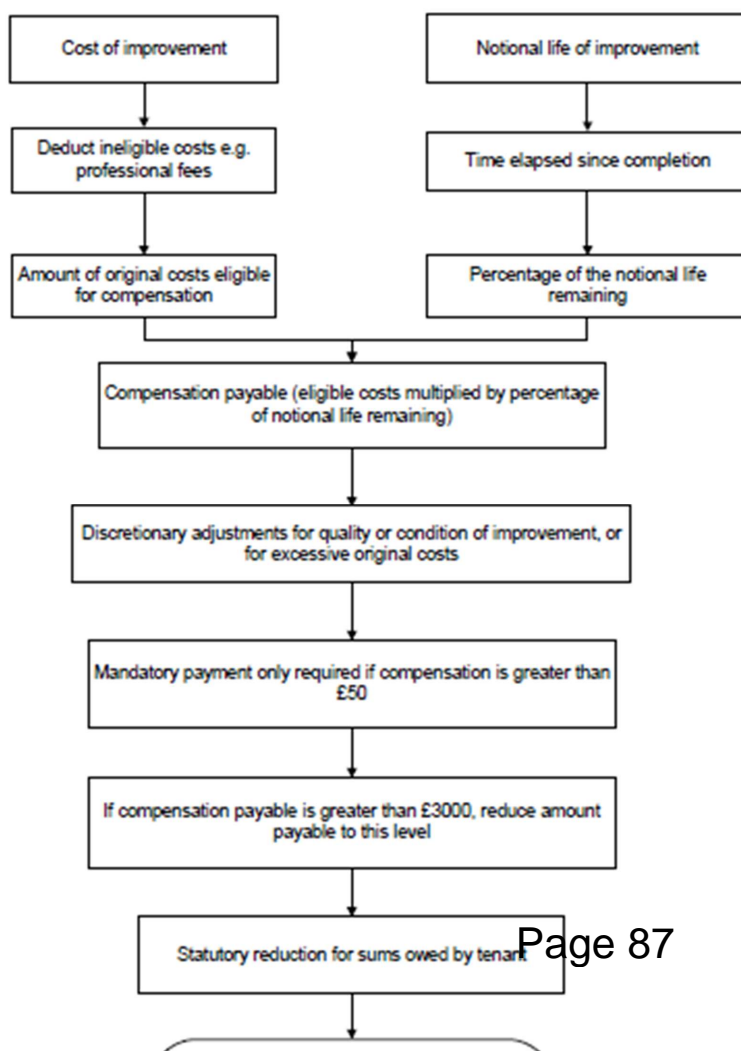 Cost of improvement
Notional life of improvement
Deduct ineligible costs e.g.
professional fees
Time elapsed since completion
Amount of original costs eligible
for compensation
Percentage of the notional life
remaining
Compensation payable (eligible costs multiplied by percentage
of notional life remaining)
Discretionary adjustments for quality or condition of improvement, or
for excessive original costs
Mandatory payment only required if compensation is greater than
£50
If compensation payable is greater than £3000, reduce amount
payable to this level
Statutory reduction for sums owed by tenant
Page 87